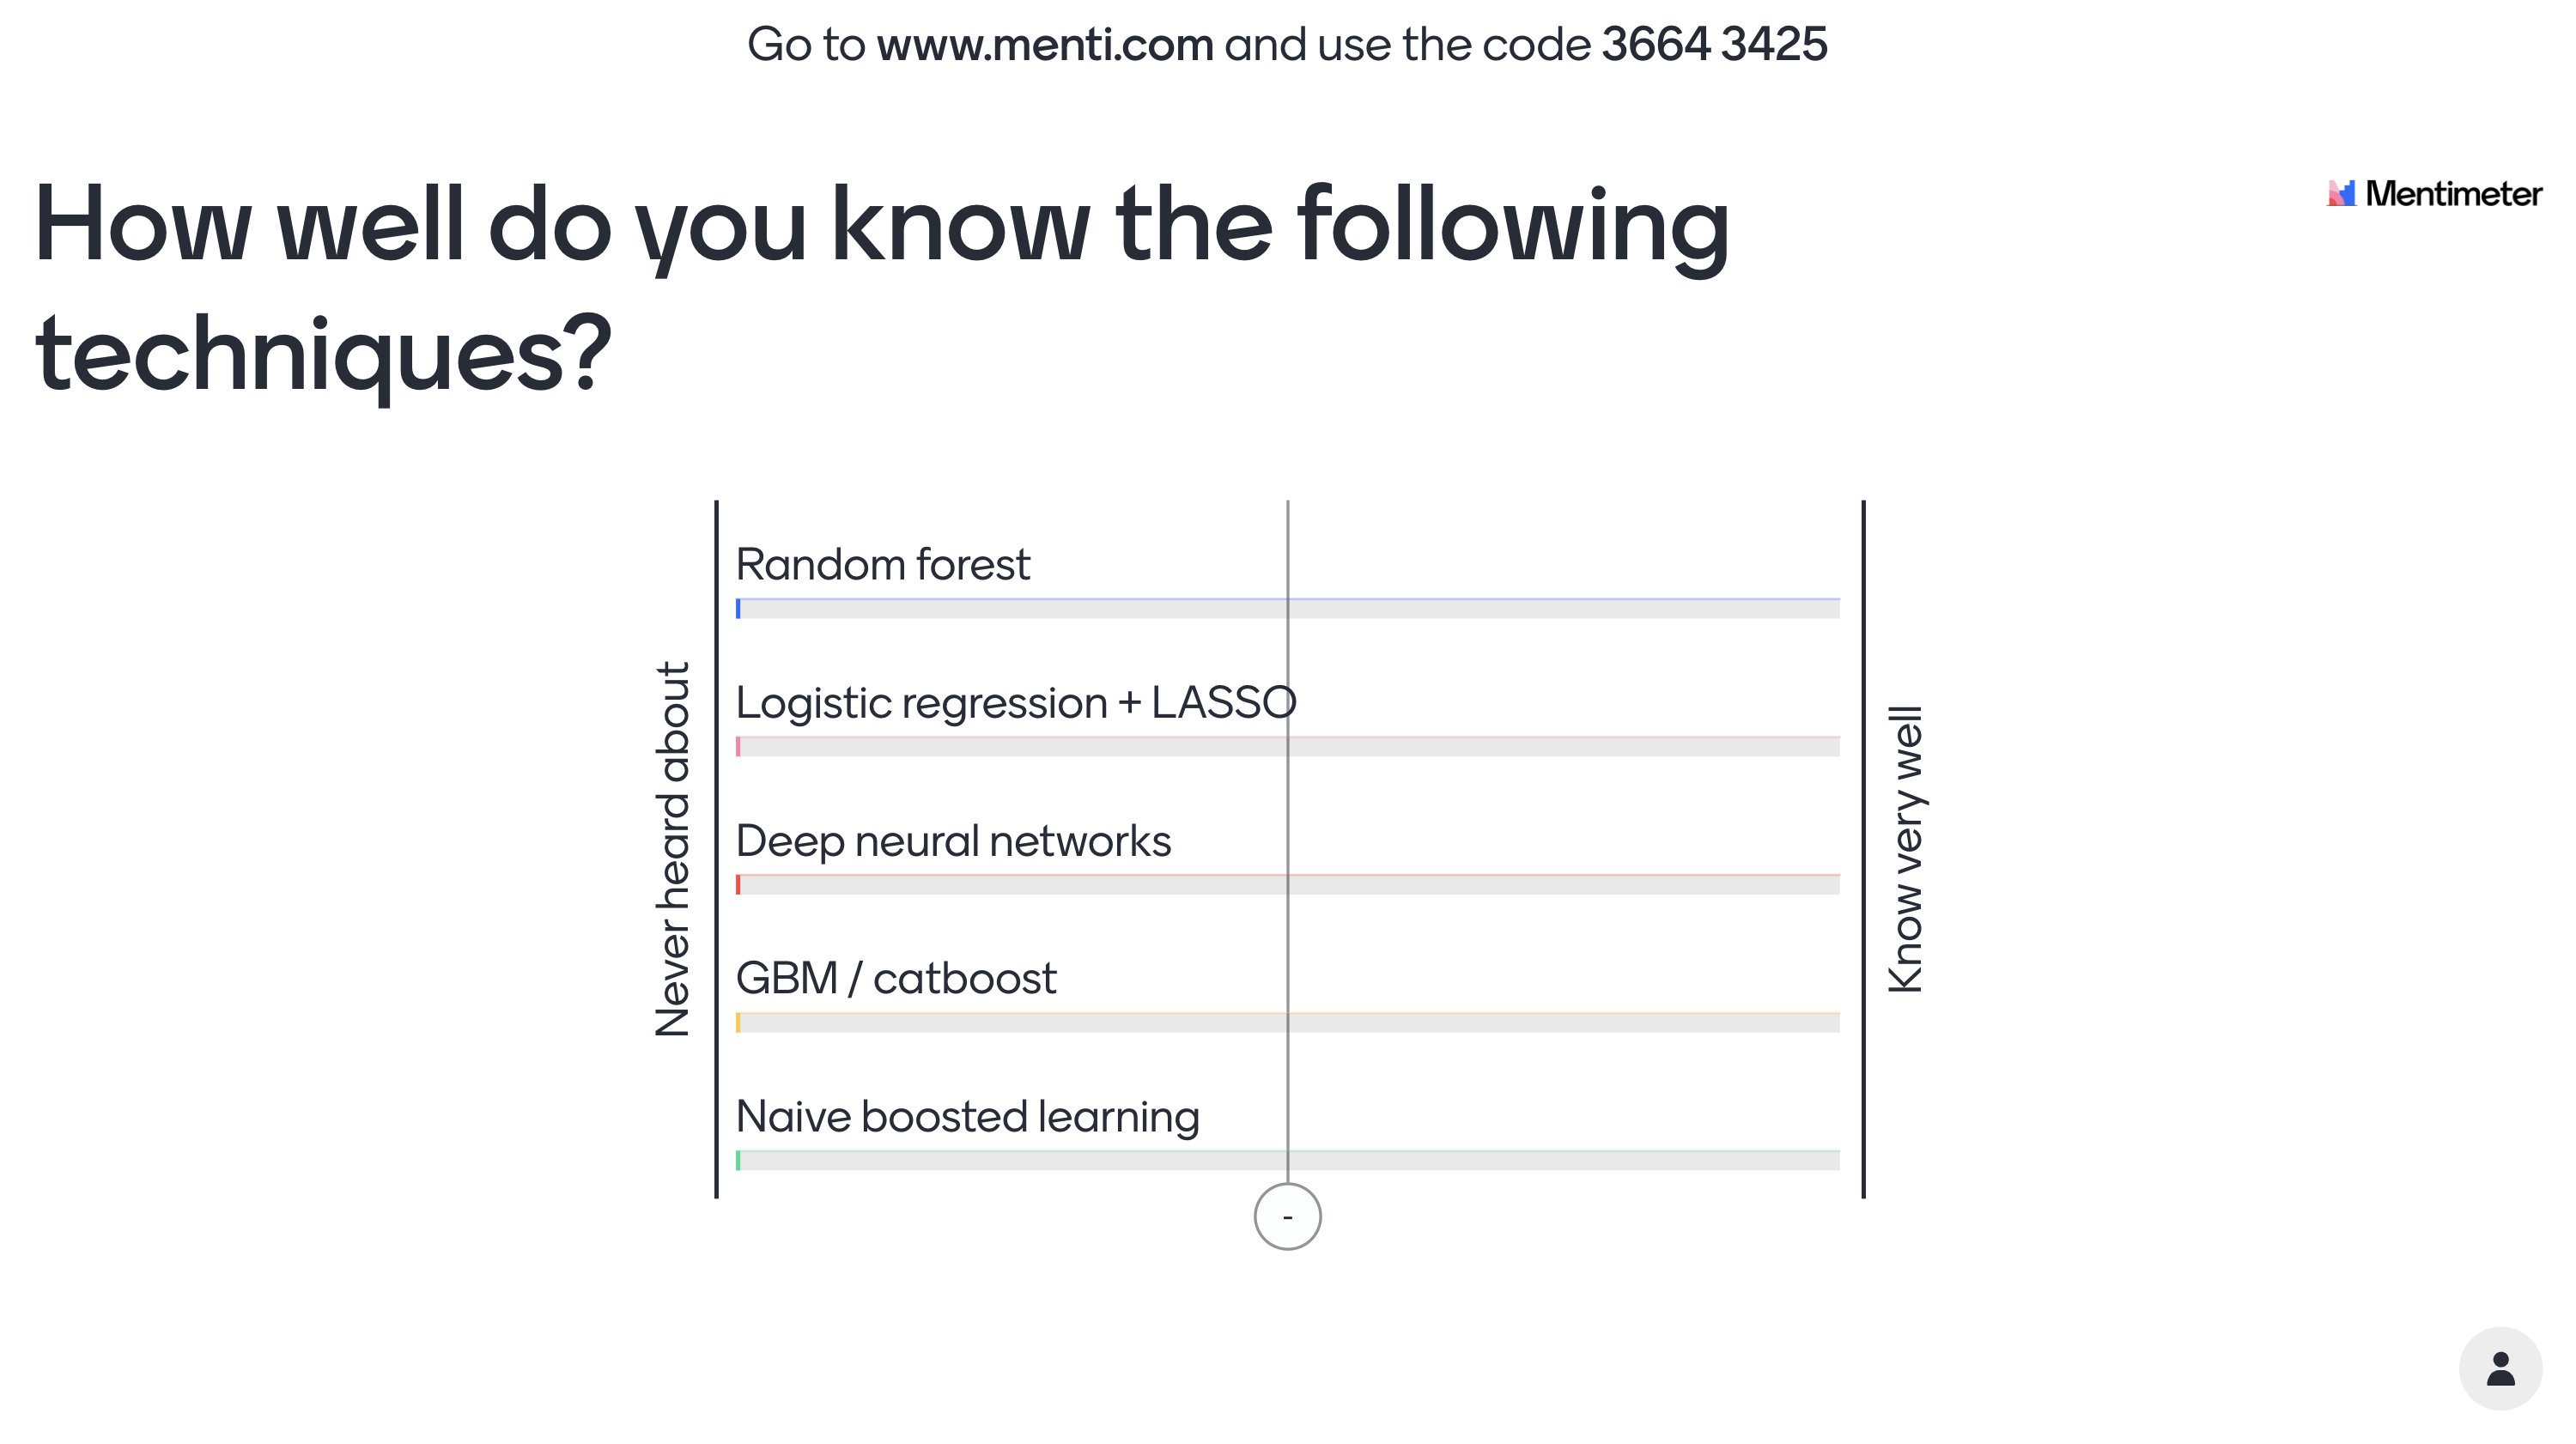 Go to www.menti.com and use the code 3664 3425
How well do you know the following
techniques?
Mentimeter
Never heard about
Random forest
Logistic regression + LASSO
Deep neural networks
GBM / catboost
Naive boosted learning
Know very well
-